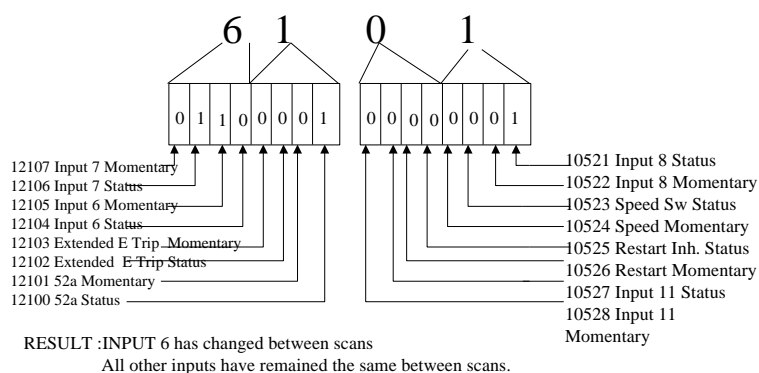 6 1 0 1
0 1 1 0 0 0 0 1 0 0 0 0 0 0 0 1
12107 Input 7 Momentary
12106 Input 7 Status
12105 Input 6 Momentary
12104 Input 6 Status
12103 Extended E Trip Momentary
12102 Extended E Trip Status
12101 52a Momentary
12100 52a Status
10521 Input 8 Status
10522 Input 8 Momentary
10523 Speed Sw Status
10524 Speed Momentary
10525 Restart Inh. Status
10526 Restart Momentary
10527 Input 11 Status
10528 Input 11
Momentary
RESULT :INPUT 6 has changed between scans
All other inputs have remained the same between scans.